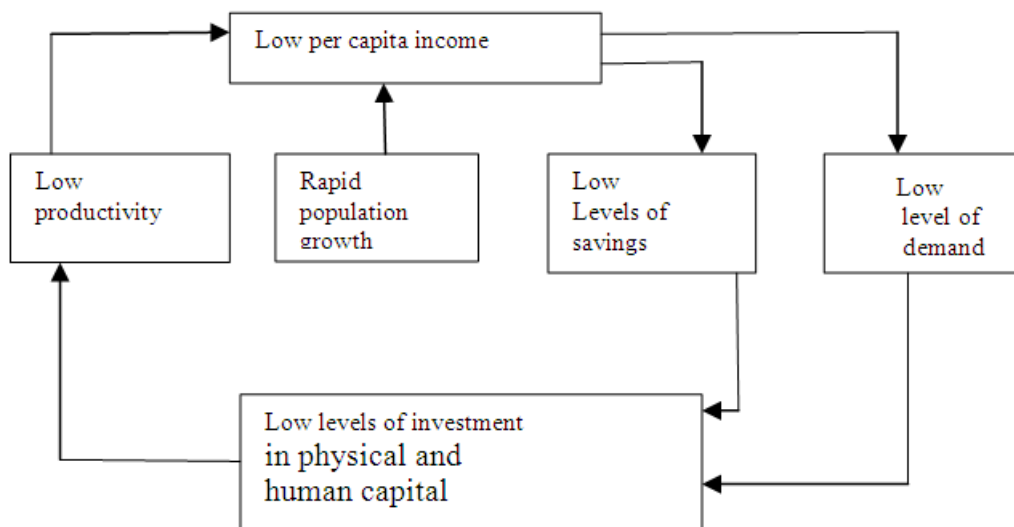 Low per capita income
Low
productivity
Rapid
population
growth
Low
Levels of
savings
Low
level of
demand
Low levels of investment
in physical and
human capital